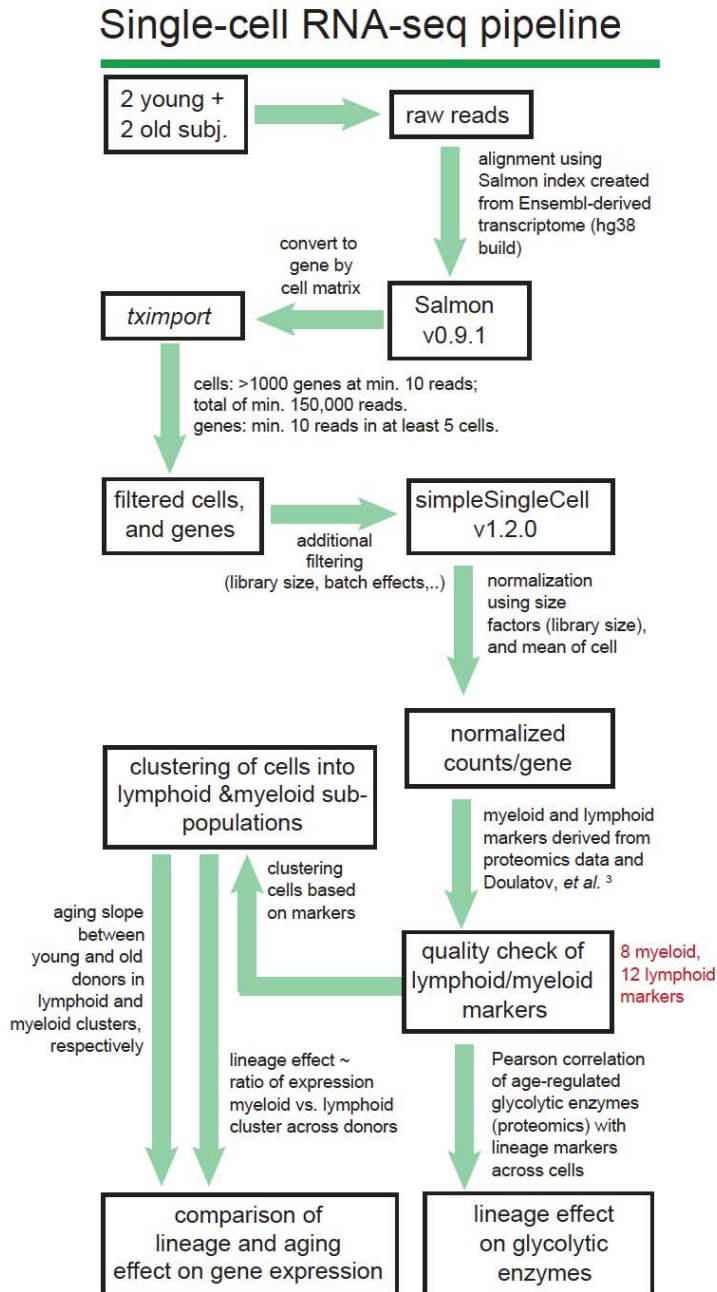 Single-cell RNA-seq pipeline
2 young +
2 old subj.
raw reads
alignment using
Salmon index created
from Ensembl-derived
transcriptome (hg38
build)
convert to
gene by
cell matrix
tximport
Salmon
v0.9.1
cells: >1000 genes at min. 10 reads;
total of min. 150,000 reads.
genes: min. 10 reads in at least 5 cells.
filtered cells,
and genes
additional
filtering
(library size, batch effects,..)
simpleSingleCell
v1.2.0
normalization
using size
factors (library size),
and mean of cell
normalized
counts/gene
clustering of cells into
lymphoid &myeloid sub-
populations
myeloid and lymphoid
markers derived from
proteomics data and
Doulatov, et al. ³
clustering
cells based
on markers
quality check of
lymphoid/myeloid
markers
8 myeloid,
12 lymphoid
markers
aging slope
between
young and old
donors in
lymphoid and
myeloid clusters,
respectively
lineage effect ~
ratio of expression
myeloid vs. lymphoid
cluster across donors
Pearson correlation
of age-regulated
glycolytic enzymes
(proteomics) with
lineage markers
across cells
comparison of
lineage and aging
effect on gene expression
lineage effect
on glycolytic
enzymes